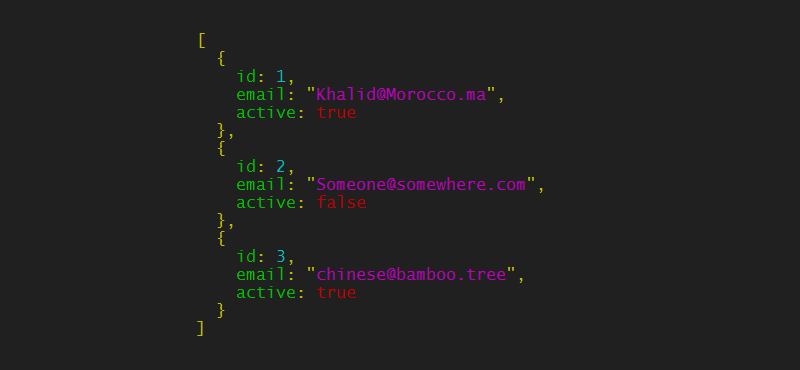 [
  {
    id: 1,
    email: "Khalid@Morocco.ma",
    active: true
  },
  {
    id: 2,
    email: "Someone@somewhere.com",
    active: false
  },
  {
    id: 3,
    email: "chinese@bamboo.tree",
    active: true
  }
]